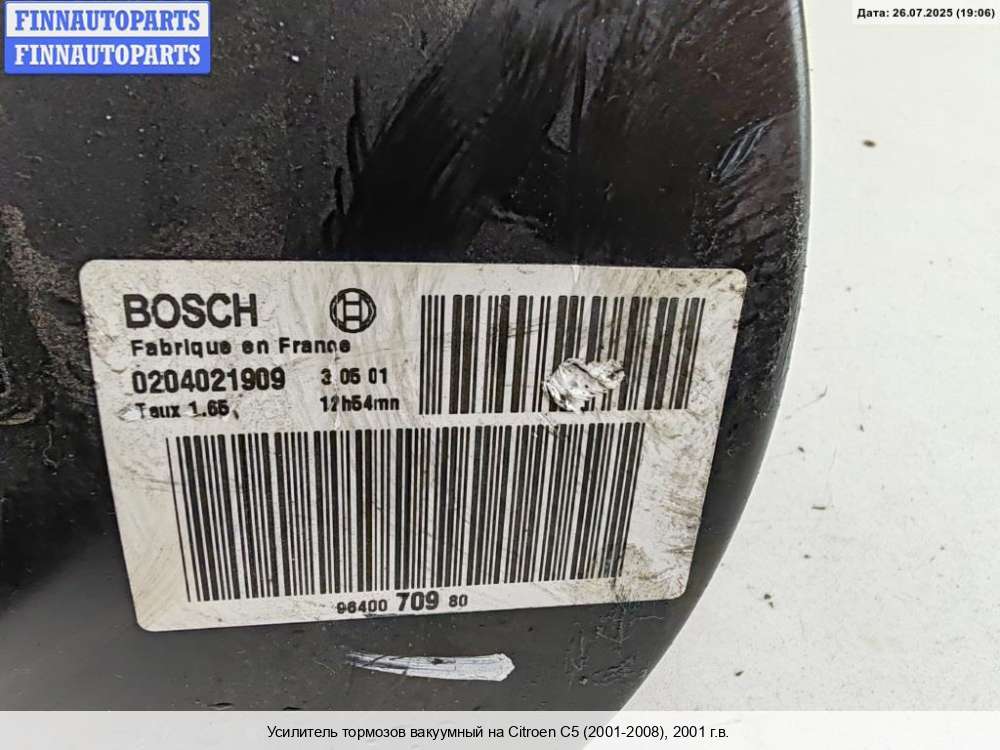 FINNAUTOPARTS
FINNAUTOPARTS
Дата: 26.07.2025 (19:06)
BOSCH
Fabrique en France
0204021909 3 05 01
Taux 1.65 12h54mn
96400 709 80
Усилитель тормозов вакуумный на Citroen C5 (2001-2008), 2001 г.в.